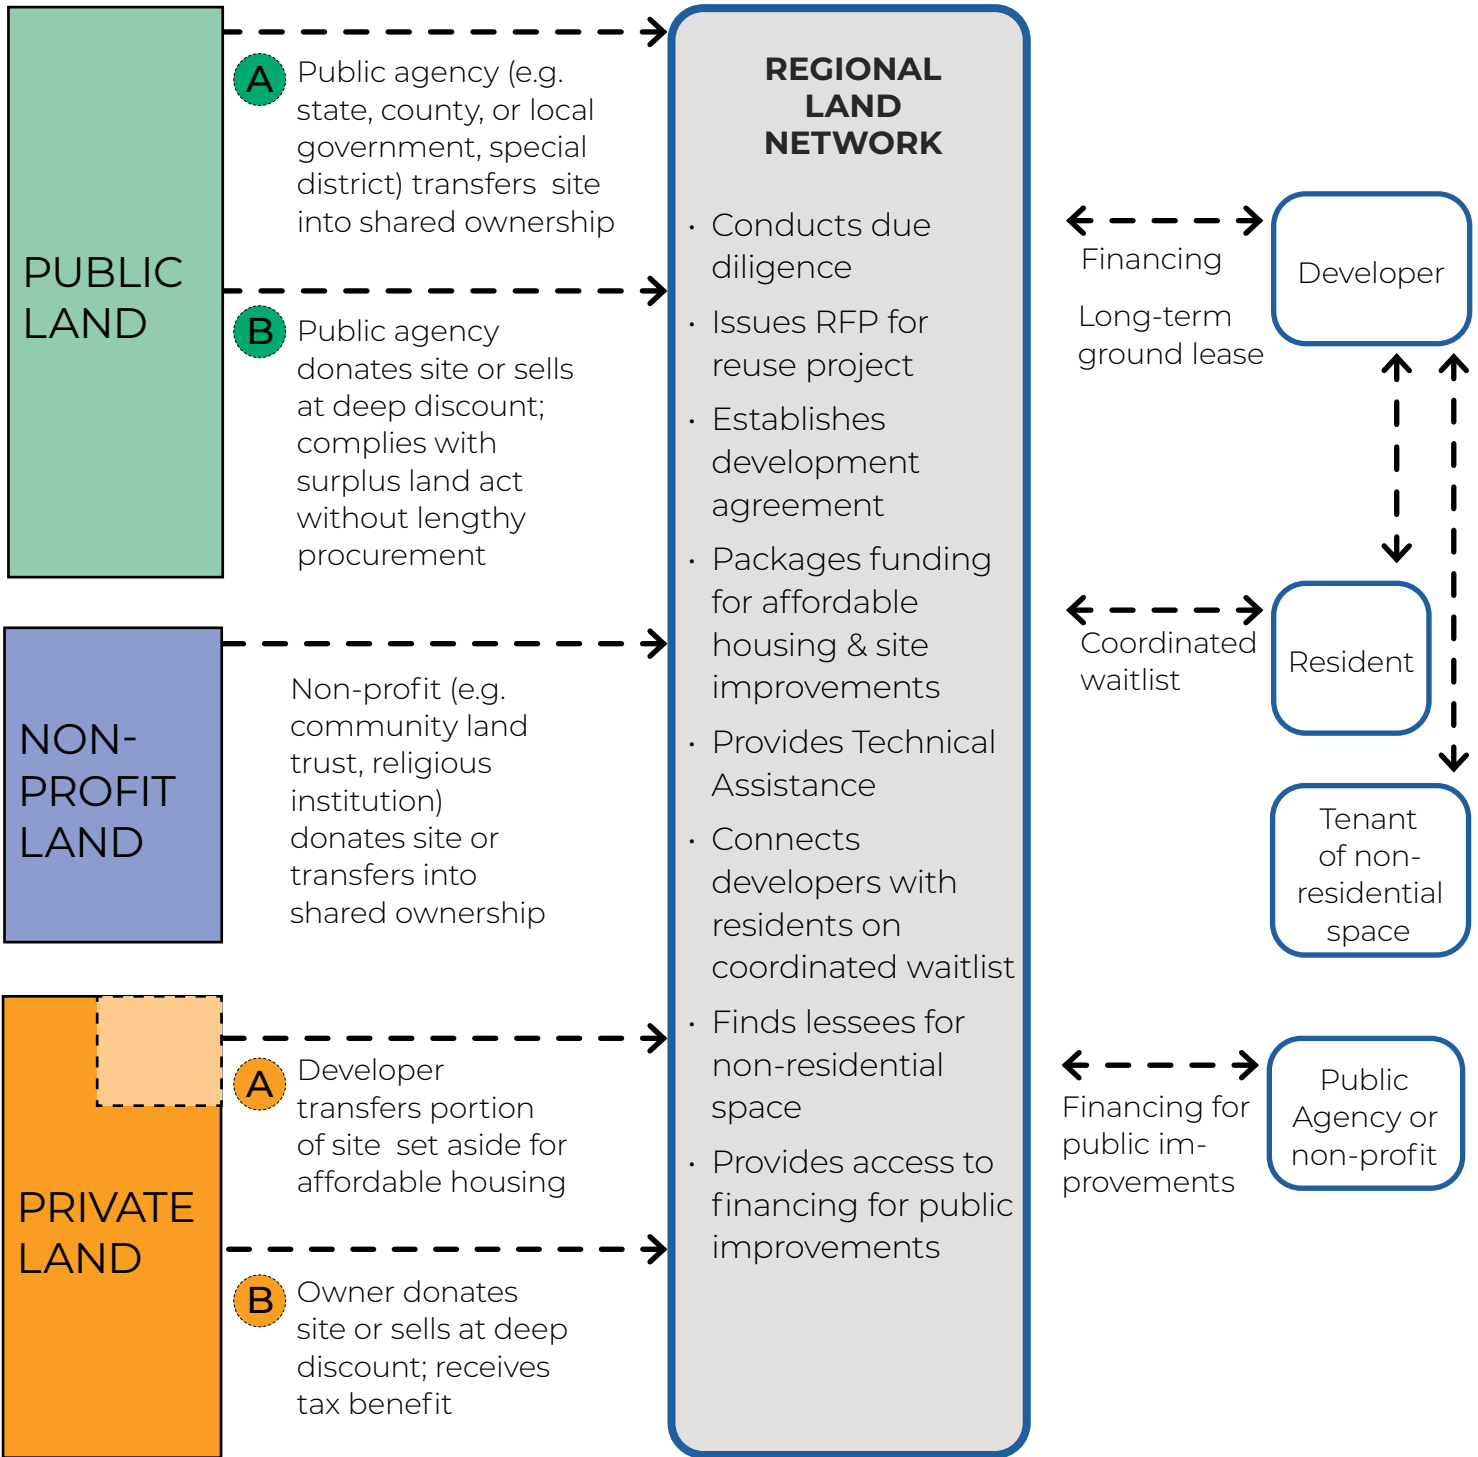 PUBLIC
LAND
A
Public agency (e.g.
state, county, or local
government, special
district) transfers site
into shared ownership
B
Public agency
donates site or sells
at deep discount;
complies with
surplus land act
without lengthy
procurement
NON-
PROFIT
LAND
Non-profit (e.g.
community land
trust, religious
institution)
donates site or
transfers into
shared ownership
PRIVATE
LAND
A
Developer
transfers portion
of site set aside for
affordable housing
B
Owner donates
site or sells at deep
discount; receives
tax benefit
REGIONAL
LAND
NETWORK
· Conducts due
diligence
· Issues RFP for
reuse project
· Establishes
development
agreement
· Packages funding
for affordable
housing & site
improvements
· Provides Technical
Assistance
· Connects
developers with
residents on
coordinated waitlist
· Finds lessees for
non-residential
space
· Provides access to
financing for public
improvements
Financing
Long-term
ground lease
Developer
Coordinated
waitlist
Resident
Tenant
of non-
residential
space
Financing for
public im-
provements
Public
Agency or
non-profit